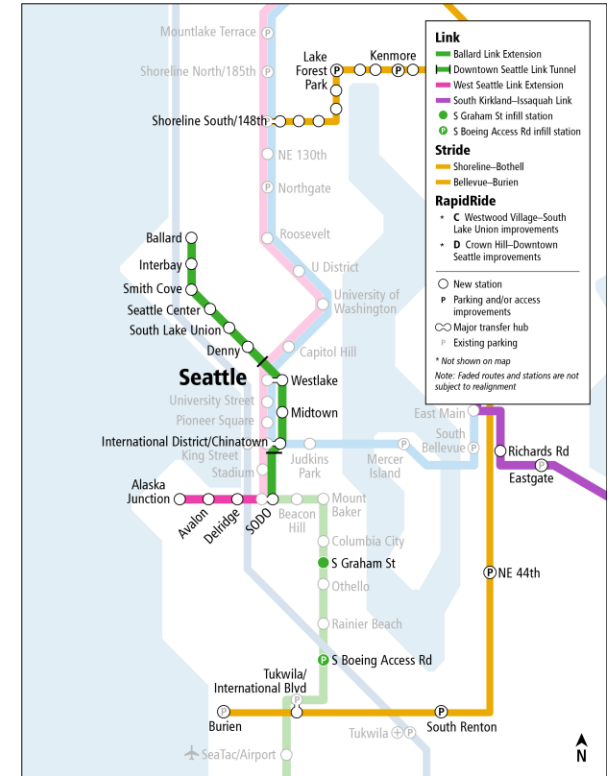 Mountlake Terrace
P
Shoreline North/185th
P
Lake
Forest
Park
P
Kenmore
P
Shoreline South/148th
P
NE 130th
Northgate
P
Roosevelt
U District
University of
Washington
Ballard
Interbay
Smith Cove
Seattle Center
South Lake Union
Denny
Capitol Hill
Seattle
Westlake
University Street
Midtown
Pioneer Square
International District/Chinatown
King Street
Stadium
Judkins
Park
Mercer
Island
P
South
Bellevue
P
East Main
Richards Rd
Eastgate
P
Alaska
Junction
Avalon
Delridge
SODO
Beacon
Hill
Mount
Baker
Columbia City
S Graham St
Othello
NE 44th
P
Rainier Beach
S Boeing Access Rd
P
Tukwila/
International Blvd
P
Burien
P
South Renton
P
Tukwila
P
SeaTac/Airport
N
Link
Ballard Link Extension
Downtown Seattle Link Tunnel
West Seattle Link Extension
South Kirkland–Issaquah Link
S Graham St infill station
P S Boeing Access Rd infill station
Stride
Shoreline–Bothell
Bellevue–Burien
RapidRide
* C Westwood Village–South
Lake Union improvements
* D Crown Hill–Downtown
Seattle improvements
New station
P Parking and/or access
improvements
Major transfer hub
P Existing parking
* Not shown on map
Note: Faded routes and stations are not
subject to realignment